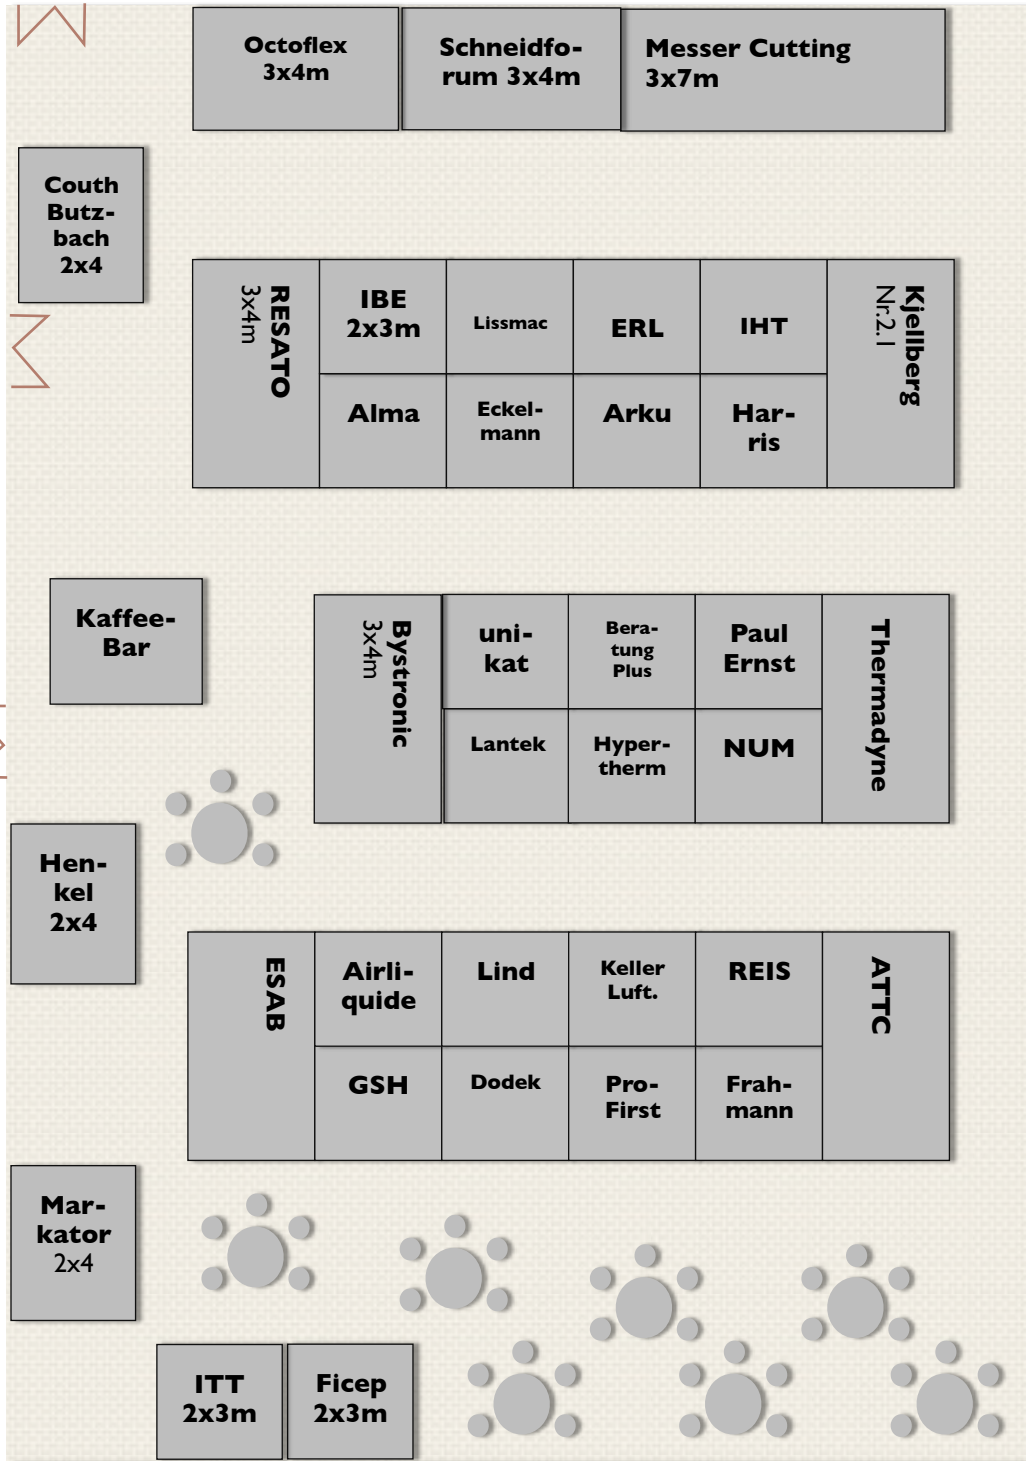 Octoflex
3x4m
Schneidfo-
rum 3x4m
Messer Cutting
3x7m
Couth
Butz-
bach
2x4
RESATO
3x4m
IBE
2x3m
Lissmac
ERL
IHT
Kjellberg
Nr.2.1
Alma
Eckel-
mann
Arku
Har-
ris
Kaffee-
Bar
Bystronic
3x4m
uni-
kat
Bera-
tung
Plus
Paul
Ernst
Thermadyne
Lantek
Hyper-
therm
NUM
Hen-
kel
2x4
ESAB
Airli-
quide
Lind
Keller
Luft.
REIS
ATTC
GSH
Dodek
Pro-
First
Frah-
mann
Mar-
kator
2x4
ITT
2x3m
Ficep
2x3m